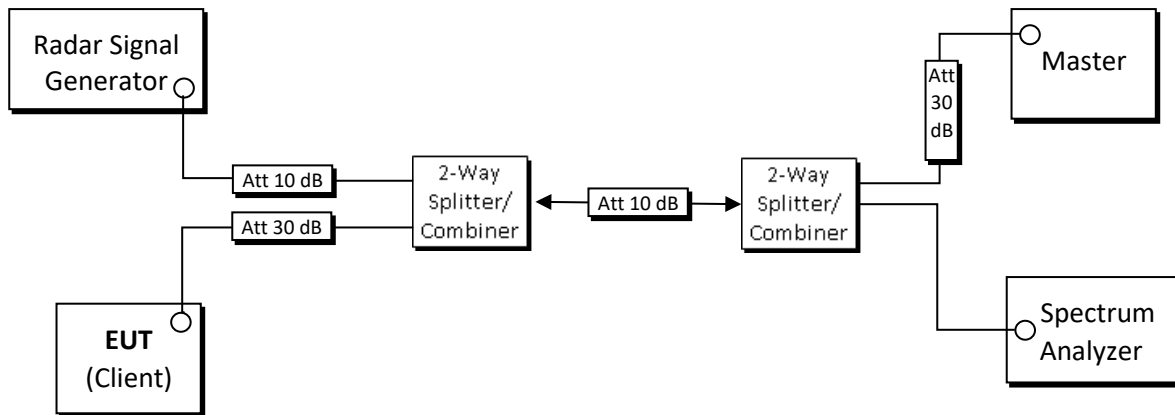 Radar Signal
Generator
Att 10 dB
Att 30 dB
EUT
(Client)
2-Way
Splitter/
Combiner
Att 10 dB
2-Way
Splitter/
Combiner
Att
30
dB
Master
Spectrum
Analyzer